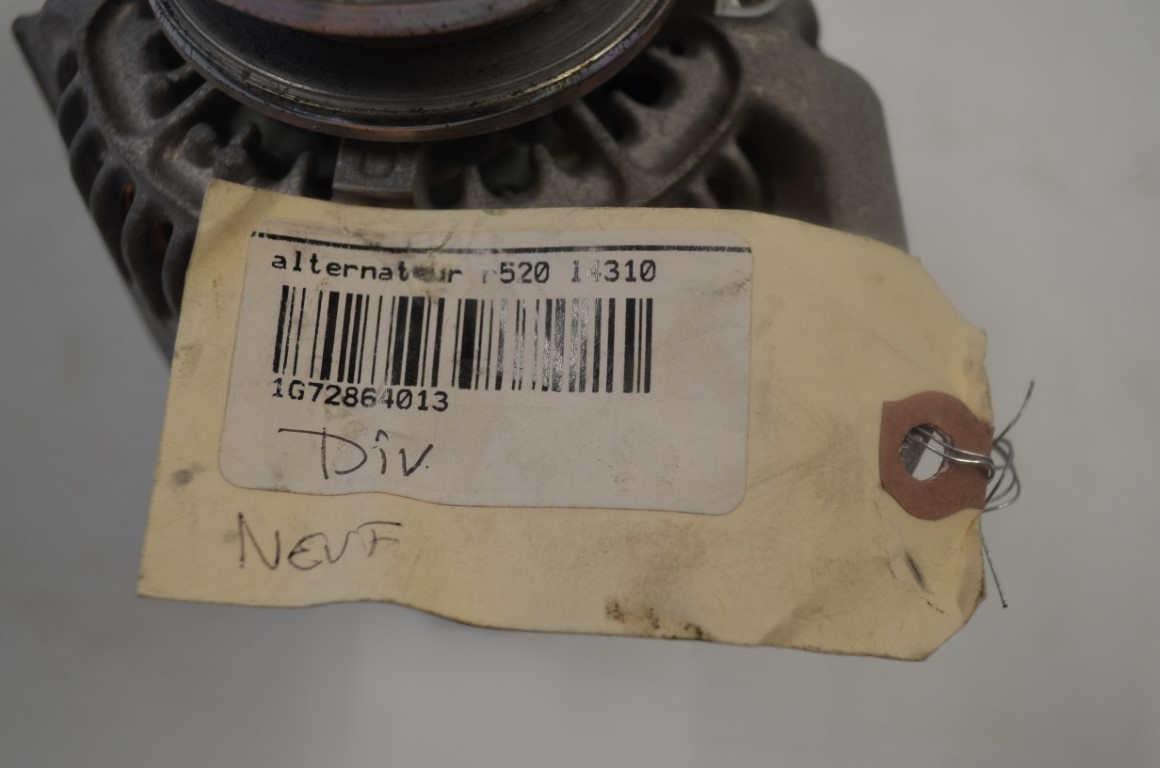 alternateur r520 14310
1G72864013
Div
NEUF